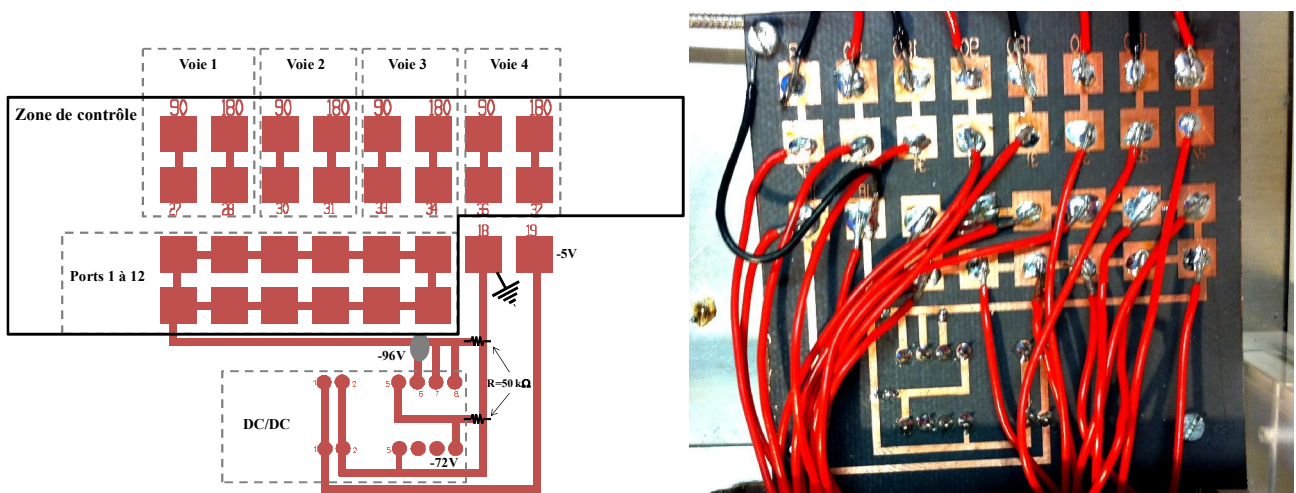 Voie 1 Voie 2 Voie 3 Voie 4
Zone de contrôle
90 180 90 180 90 180 90 180
27 28 30 31 33 34 36 32
18 19
-5V
Ports 1 à 12
-96V
R=50 kΩ
1 2 5 6 7 8
DC/DC
1 2 5
-72V